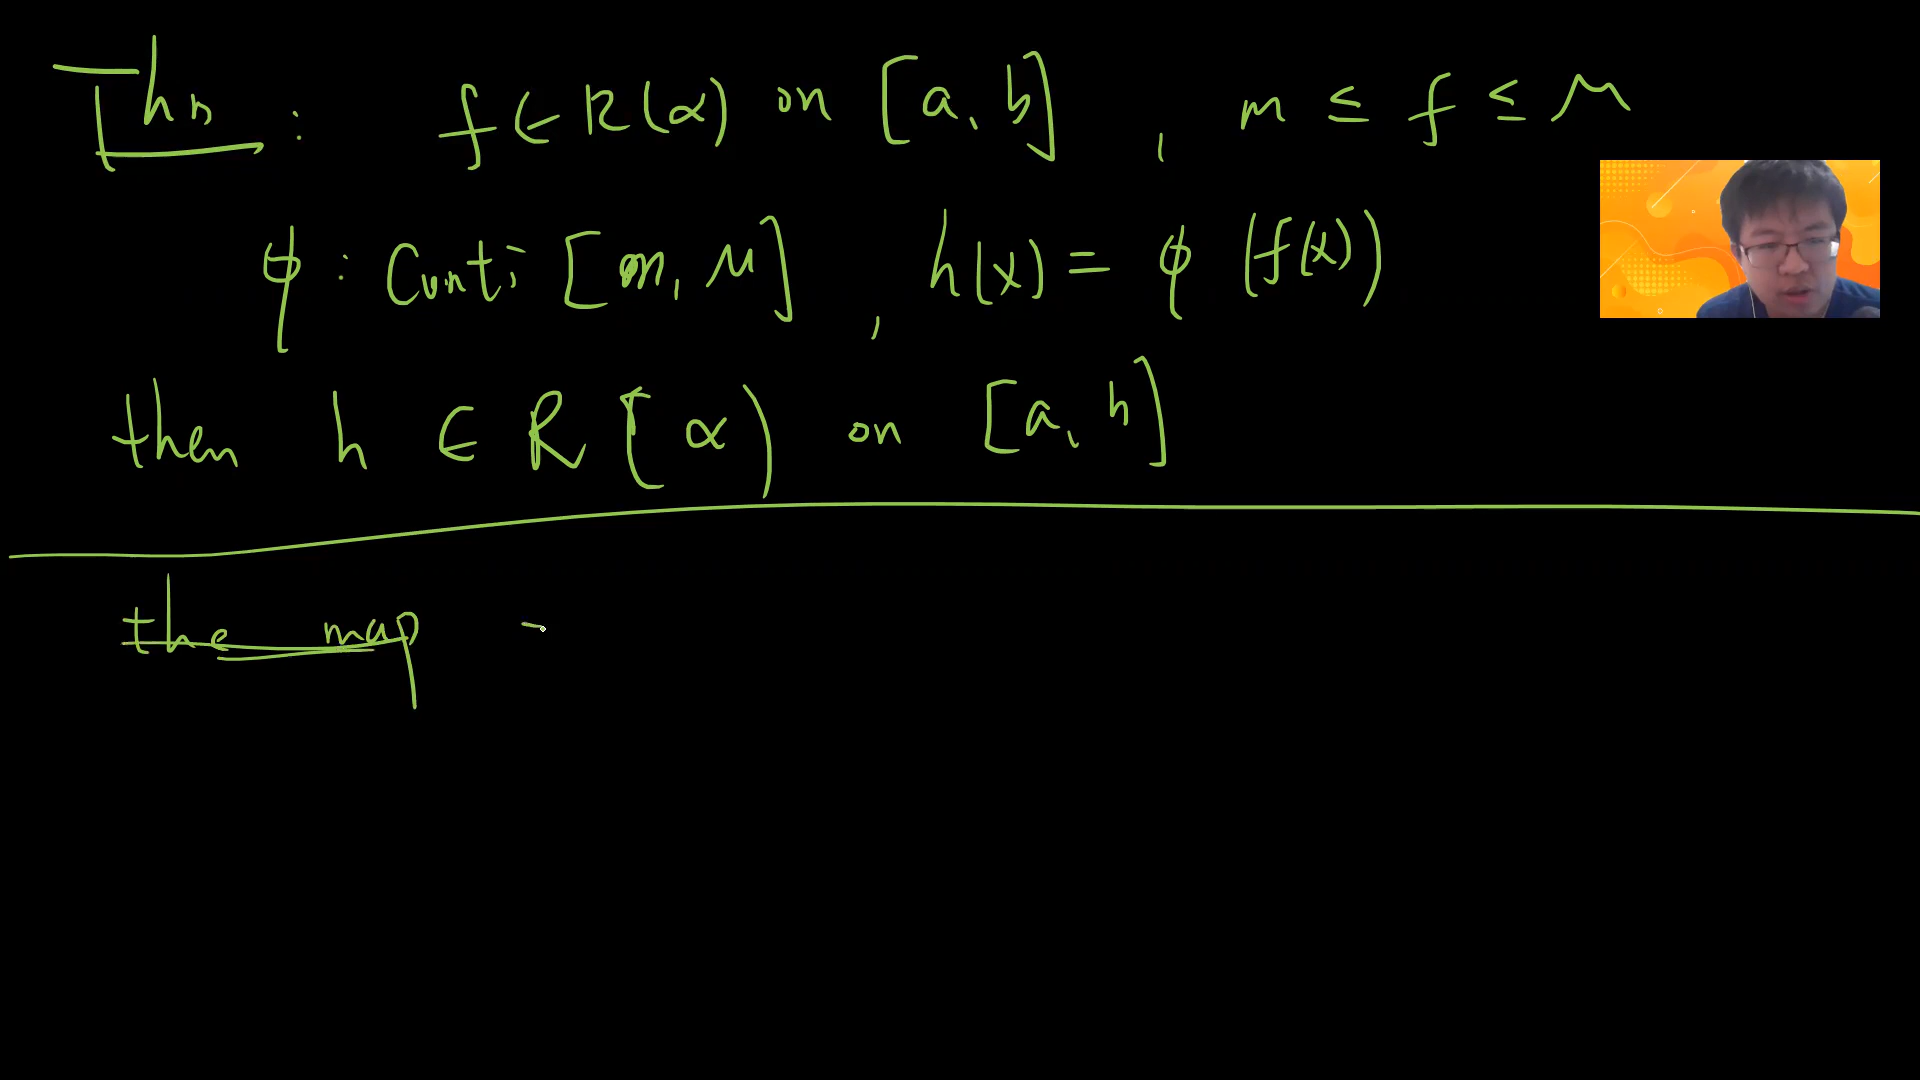 Thm : f ∈ R(α) on [a, b] , m ≤ f ≤ M
ϕ : Conti [m, M] , h(x) = ϕ (f(x))
then h ∈ R(α) on [a, b]
the map -